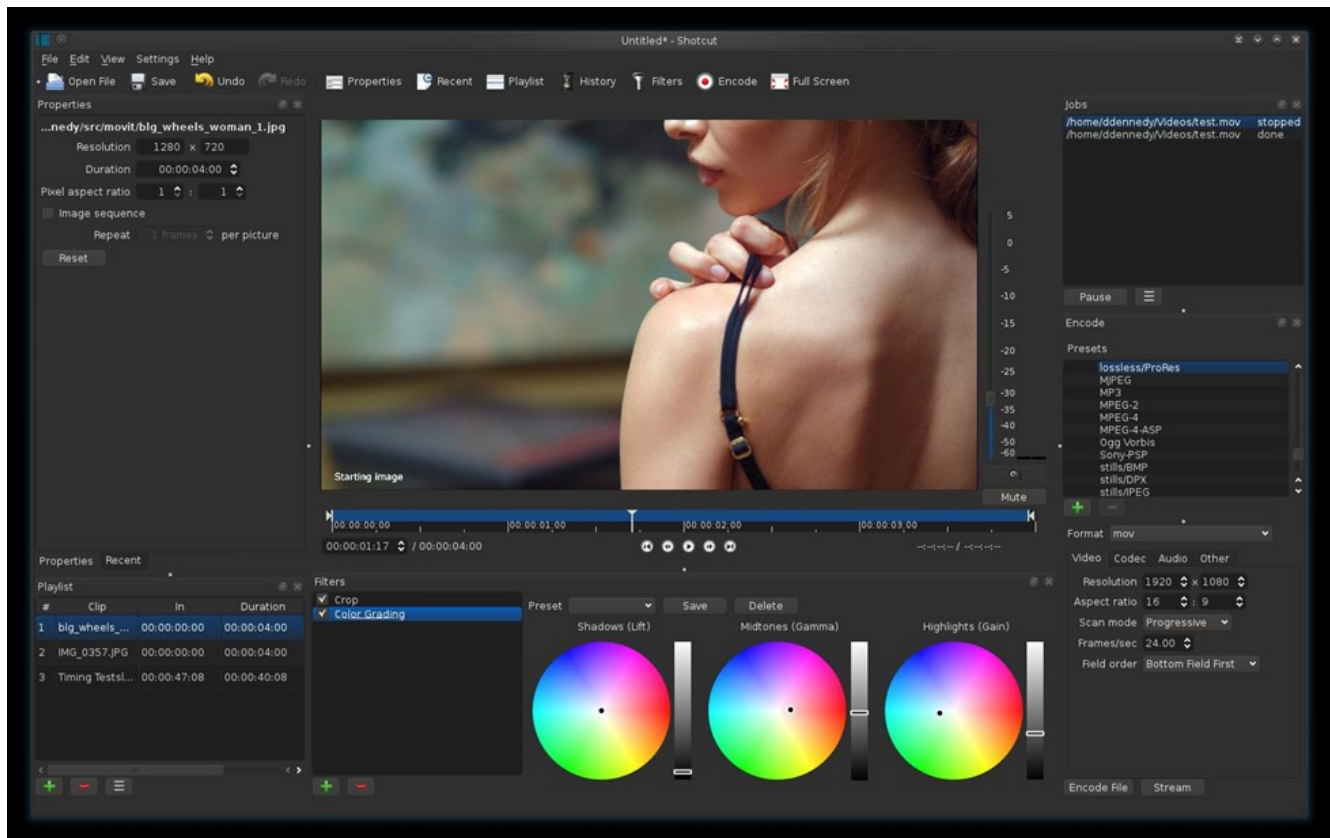 Untitled* - Shotcut
File Edit View Settings Help
Open File Save Undo Redo Properties Recent Playlist History Filters Encode Full Screen
Properties
...nedy/src/movit/blg_wheels_woman_1.jpg
Resolution 1280 x 720
Duration 00:00:04:00
Pixel aspect ratio 1 : 1
Image sequence
Repeat 1 frames per picture
Reset
Properties Recent
Starting image
5
0
-5
-10
-15
-20
-25
-30
-35
-40
-50
-60
Mute
00:00:00;00 00:00:01;00 00:00:02;00 00:00:03;00
00:00:01:17 / 00:00:04:00 --:--:--:-- / --:--:--:--
Playlist
# Clip In Duration
1 blg_wheels_... 00:00:00:00 00:00:04:00
2 IMG_0357.JPG 00:00:00:00 00:00:04:00
3 Timing Testsl... 00:00:47:08 00:00:40:08
Filters
Crop
Color Grading
Preset Save Delete
Shadows (Lift) Midtones (Gamma) Highlights (Gain)
Jobs
/home/ddennedy/Videos/test.mov stopped
/home/ddennedy/Videos/test.mov done
Pause
Encode
Presets
lossless/ProRes
MJPEG
MP3
MPEG-2
MPEG-4
MPEG-4-ASP
Ogg Vorbis
Sony-PSP
stills/BMP
stills/DPX
stills/JPEG
Format mov
Video Codec Audio Other
Resolution 1920 x 1080
Aspect ratio 16 : 9
Scan mode Progressive
Frames/sec 24.00
Field order Bottom Field First
Encode File Stream